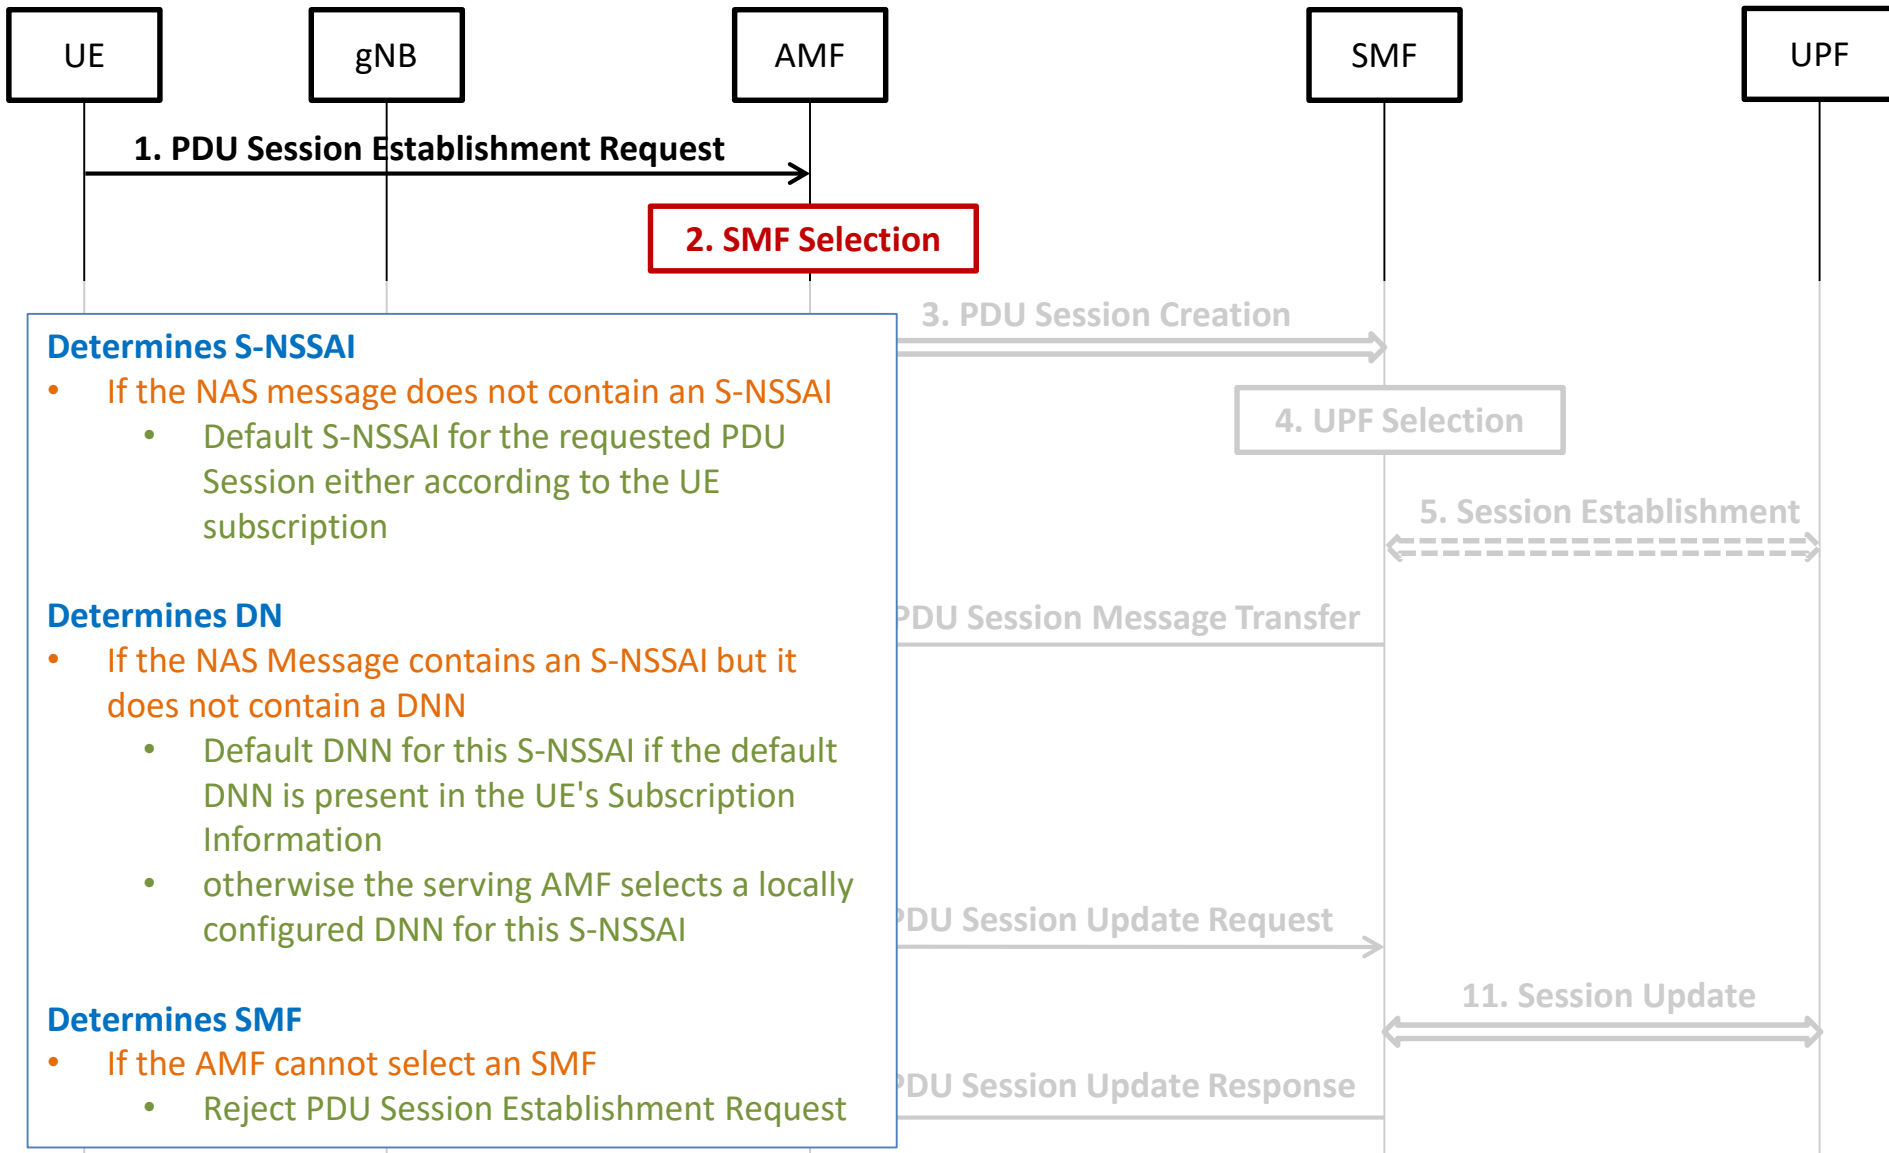 UE
gNB
AMF
SMF
UPF
1. PDU Session Establishment Request
2. SMF Selection
3. PDU Session Creation
4. UPF Selection
5. Session Establishment
PDU Session Message Transfer
PDU Session Update Request
11. Session Update
PDU Session Update Response
Determines S-NSSAI
• If the NAS message does not contain an S-NSSAI
• Default S-NSSAI for the requested PDU
Session either according to the UE
subscription
Determines DN
• If the NAS Message contains an S-NSSAI but it
does not contain a DNN
• Default DNN for this S-NSSAI if the default
DNN is present in the UE's Subscription
Information
• otherwise the serving AMF selects a locally
configured DNN for this S-NSSAI
Determines SMF
• If the AMF cannot select an SMF
• Reject PDU Session Establishment Request